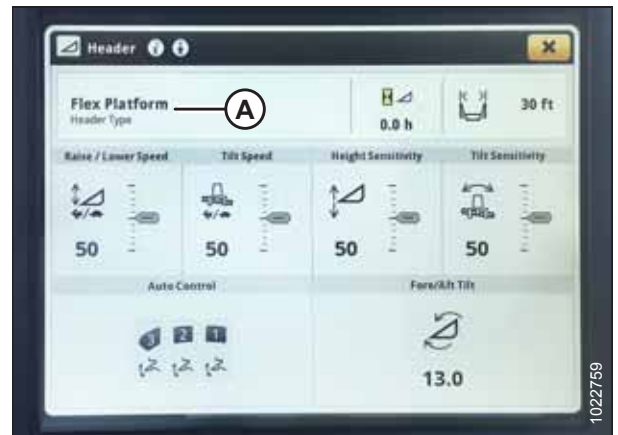 Header
Flex Platform
Header Type
A
0.0 h
30 ft
Raise / Lower Speed
Tilt Speed
Height Sensitivity
Tilt Sensitivity
50
50
50
50
Auto Control
Fore/Aft Tilt
3 2 1
13.0
1022759